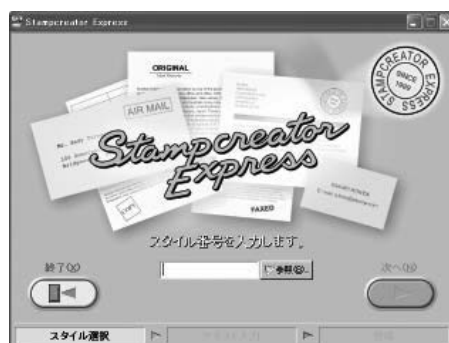 Stampcreator Express
ORIGINAL
AIR MAIL
STAMPCREATOR EXPRESS
SINCE
1999
Stampcreator
Express
COPY
FAXED
スタイル番号を入力します。
終了(X)
参照(B)...
次へ(N)
スタイル選択